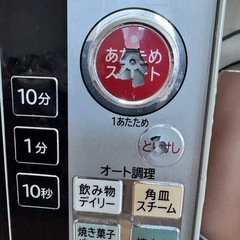 あたため
ス ート
1あたため
10分
1分
と けし
10秒
オート調理
飲み物
デイリー
角皿
スチーム
焼き菓子